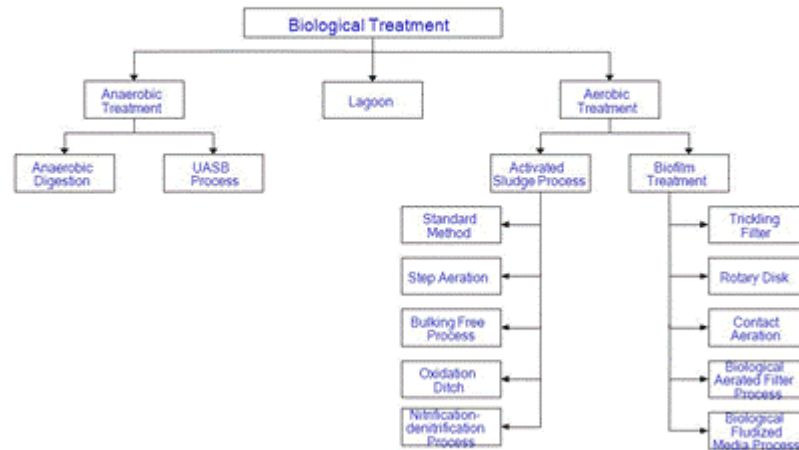 Biological Treatment
Anaerobic
Treatment
Lagoon
Aerobic
Treatment
Anaerobic
Digestion
UASB
Process
Activated
Sludge Process
Biofilm
Treatment
Standard
Method
Trickling
Filter
Step Aeration
Rotary Disk
Bulking Free
Process
Contact
Aeration
Oxidation
Ditch
Biological
Aerated Filter
Process
Nitrification-
denitrification
Process
Biological
Fludized
Media Process